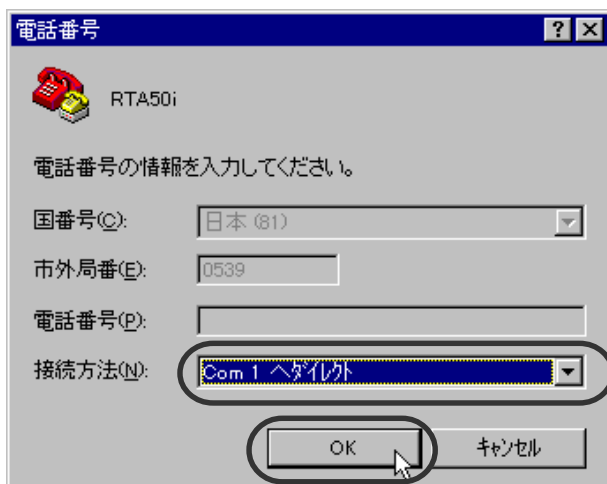 電話番号
RTA50i
電話番号の情報を入力してください。
国番号(C): 日本 (81)
市外局番(E): 0539
電話番号(P):
接続方法(N): Com 1 へダイレクト
OK キャンセル